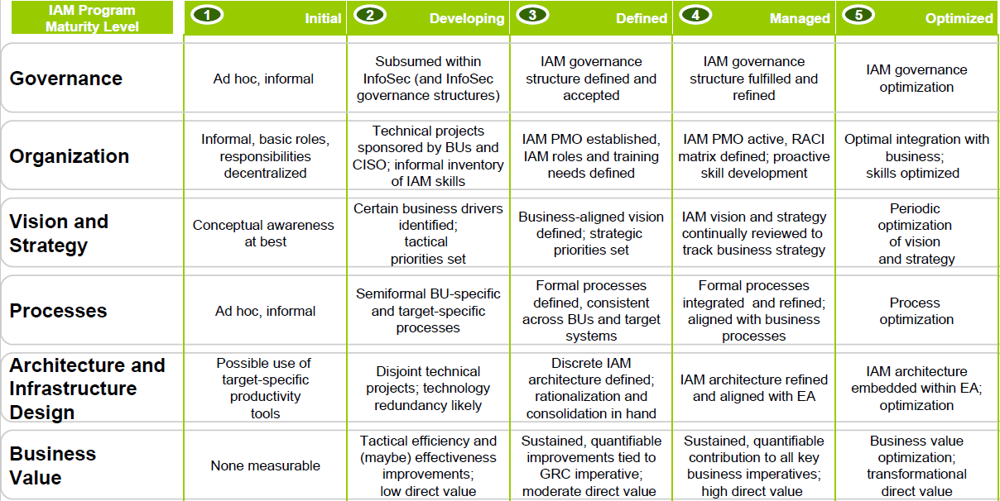 IAM Program
Maturity Level
1
Initial
2
Developing
3
Defined
4
Managed
5
Optimized
Governance
Ad hoc, informal
Subsumed within
InfoSec (and InfoSec
governance structures)
IAM governance
structure defined and
accepted
IAM governance
structure fulfilled and
refined
IAM governance
optimization
Organization
Informal, basic roles,
responsibilities
decentralized
Technical projects
sponsored by BUs and
CISO; informal inventory
of IAM skills
IAM PMO established,
IAM roles and training
needs defined
IAM PMO active, RACI
matrix defined; proactive
skill development
Optimal integration with
business;
skills optimized
Vision and
Strategy
Conceptual awareness
at best
Certain business drivers
identified;
tactical
priorities set
Business-aligned vision
defined; strategic
priorities set
IAM vision and strategy
continually reviewed to
track business strategy
Periodic
optimization
of vision
and strategy
Processes
Ad hoc, informal
Semiformal BU-specific
and target-specific
processes
Formal processes
defined, consistent
across BUs and target
systems
Formal processes
integrated and refined;
aligned with business
processes
Process
optimization
Architecture and
Infrastructure
Design
Possible use of
target-specific
productivity
tools
Disjoint technical
projects; technology
redundancy likely
Discrete IAM
architecture defined;
rationalization and
consolidation in hand
IAM architecture refined
and aligned with EA
IAM architecture
embedded within EA;
optimization
Business
Value
None measurable
Tactical efficiency and
(maybe) effectiveness
improvements;
low direct value
Sustained, quantifiable
improvements tied to
GRC imperative;
moderate direct value
Sustained, quantifiable
contribution to all key
business imperatives;
high direct value
Business value
optimization;
transformational
direct value